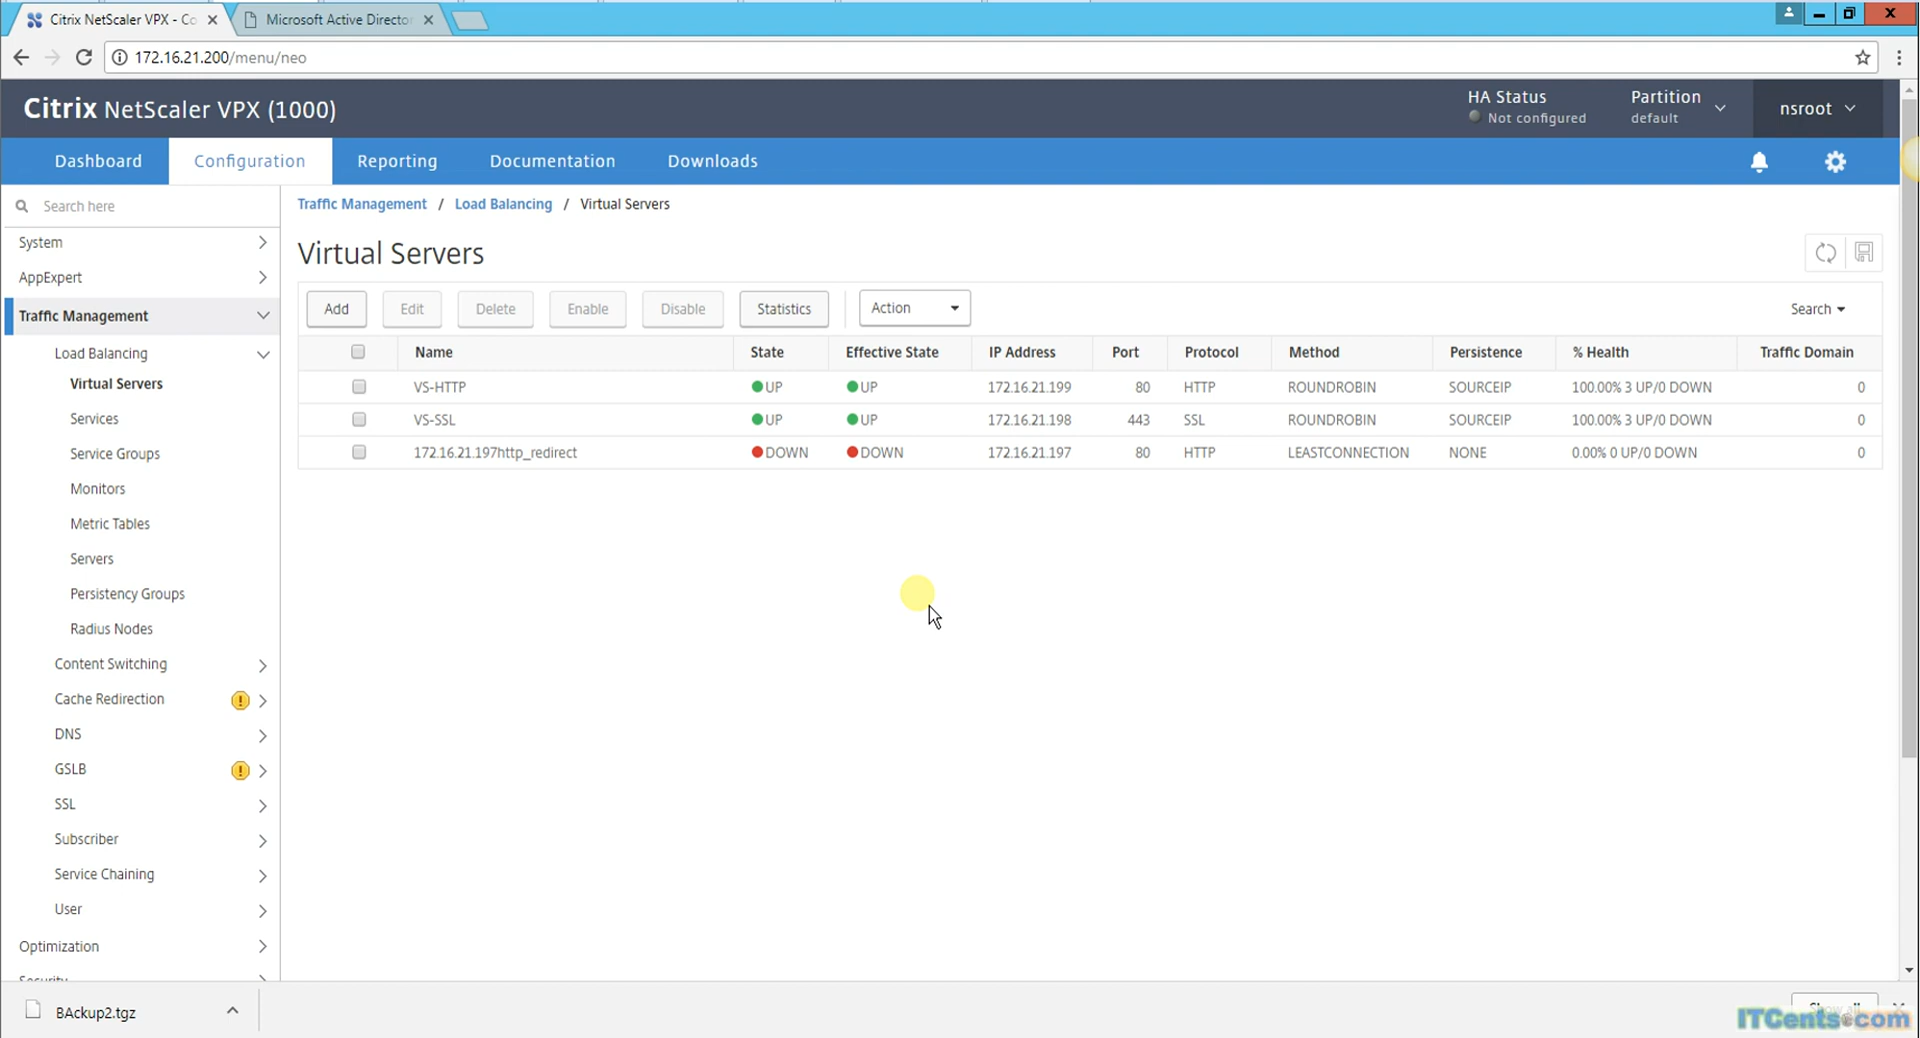 Citrix NetScaler VPX - Co
Microsoft Active Director
172.16.21.200/menu/neo
Citrix NetScaler VPX (1000)
HA Status
Not configured
Partition
default
nsroot
Dashboard
Configuration
Reporting
Documentation
Downloads
Search here
System
AppExpert
Traffic Management
Load Balancing
Virtual Servers
Services
Service Groups
Monitors
Metric Tables
Servers
Persistency Groups
Radius Nodes
Content Switching
Cache Redirection
DNS
GSLB
SSL
Subscriber
Service Chaining
User
Optimization
Security
Traffic Management / Load Balancing / Virtual Servers
Virtual Servers
Add Edit Delete Enable Disable Statistics Action Search
Name State Effective State IP Address Port Protocol Method Persistence % Health Traffic Domain
VS-HTTP UP UP 172.16.21.199 80 HTTP ROUNDROBIN SOURCEIP 100.00% 3 UP/0 DOWN 0
VS-SSL UP UP 172.16.21.198 443 SSL ROUNDROBIN SOURCEIP 100.00% 3 UP/0 DOWN 0
172.16.21.197http_redirect DOWN DOWN 172.16.21.197 80 HTTP LEASTCONNECTION NONE 0.00% 0 UP/0 DOWN 0
BAckup2.tgz
Show all
ITCents.com